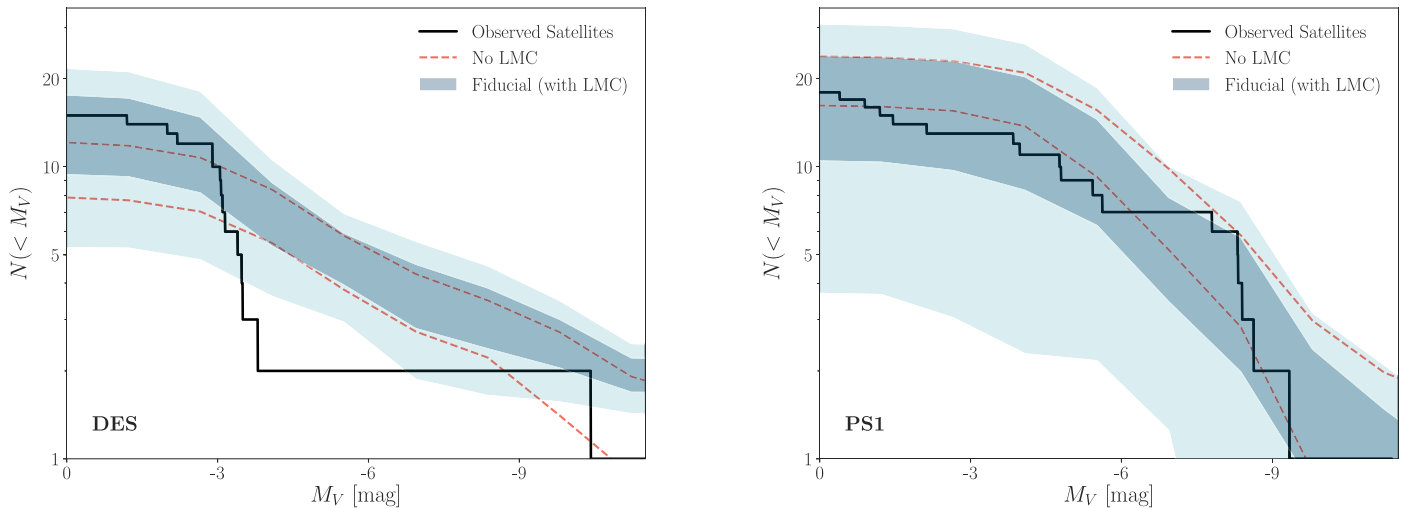 Observed Satellites
No LMC
Fiducial (with LMC)
20
10
5
1
N(< M_V)
DES
0
-3
-6
-9
M_V [mag]
Observed Satellites
No LMC
Fiducial (with LMC)
20
10
5
1
N(< M_V)
PS1
0
-3
-6
-9
M_V [mag]